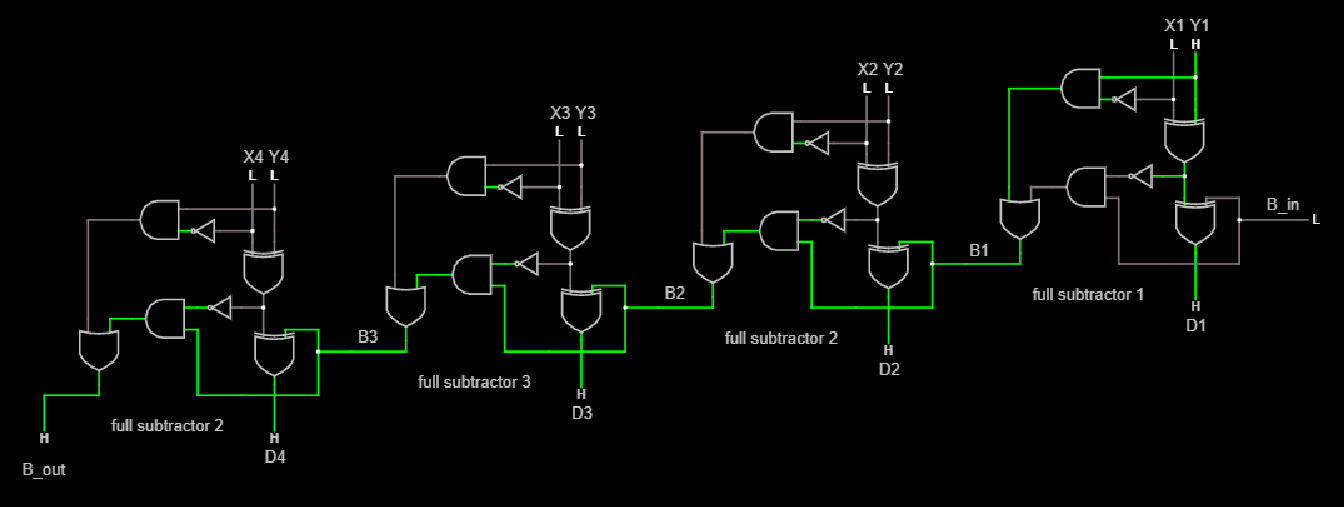 X1 Y1
L H
X2 Y2
L L
X3 Y3
L L
X4 Y4
L L
B_in
L
B1
full subtractor 1
H
D1
B2
full subtractor 2
H
D2
B3
full subtractor 3
H
D3
full subtractor 2
H
D4
H
B_out